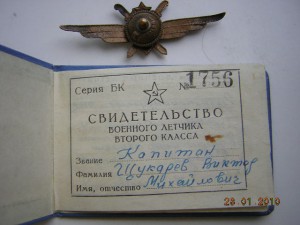 Серия БК № 1756
СВИДЕТЕЛЬСТВО
ВОЕННОГО ЛЕТЧИКА
ВТОРОГО КЛАССА
Звание Капитан
Фамилия Щукарев Виктор
Имя, отчество Михайлович
28.01.2010